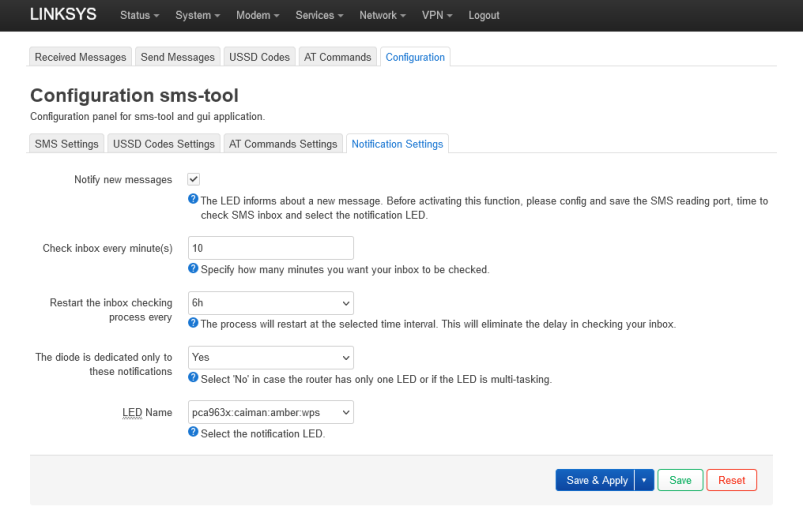 LINKSYS Status System Modem Services Network VPN Logout
Received Messages Send Messages USSD Codes AT Commands Configuration
Configuration sms-tool
Configuration panel for sms-tool and gui application.
SMS Settings USSD Codes Settings AT Commands Settings Notification Settings
Notify new messages
The LED informs about a new message. Before activating this function, please config and save the SMS reading port, time to
check SMS inbox and select the notification LED.
Check inbox every minute(s) 10
Specify how many minutes you want your inbox to be checked.
Restart the inbox checking 6h
process every
The process will restart at the selected time interval. This will eliminate the delay in checking your inbox.
The diode is dedicated only to Yes
these notifications
Select 'No' in case the router has only one LED or if the LED is multi-tasking.
LED Name pca963x:caiman:amber:wps
Select the notification LED.
Save & Apply Save Reset